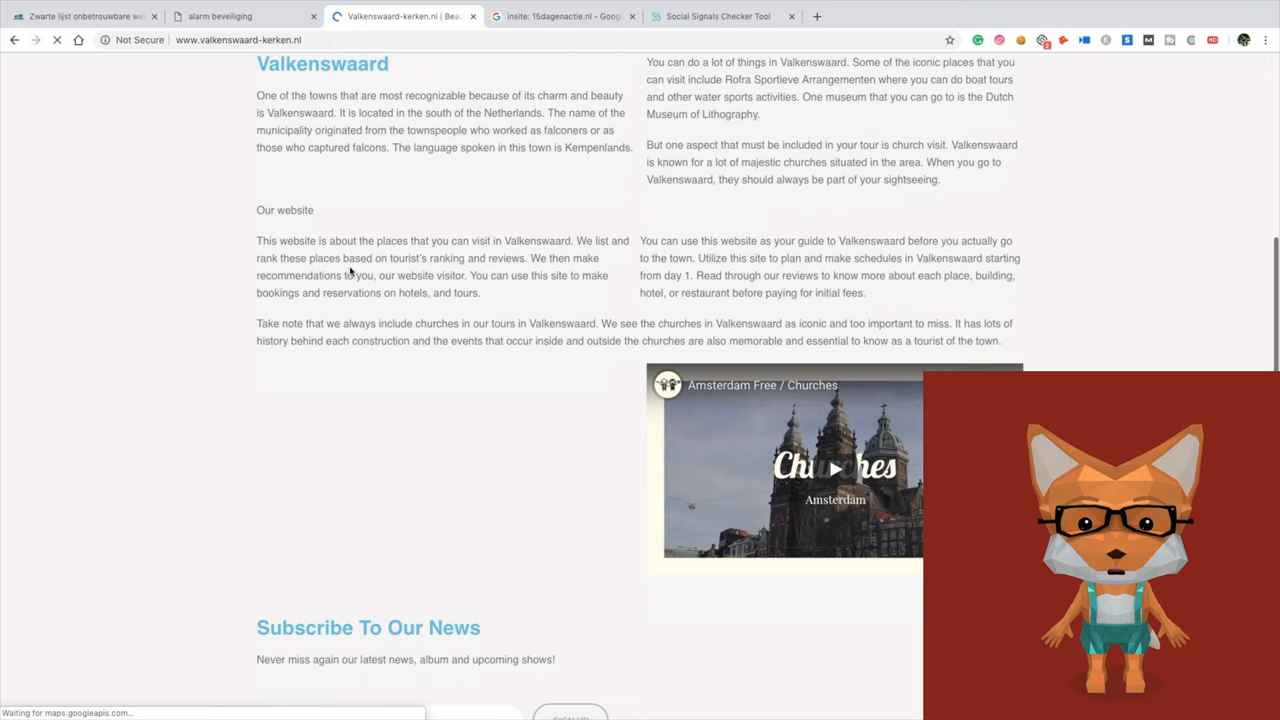 Zwarte lijst onbetrouwbare we
alarm beveiliging
Valkenswaard-kerken.nl | Bea
insite: 15dagenactie.nl - Goog
Social Signals Checker Tool
Not Secure
www.valkenswaard-kerken.nl
Valkenswaard
One of the towns that are most recognizable because of its charm and beauty
is Valkenswaard. It is located in the south of the Netherlands. The name of the
municipality originated from the townspeople who worked as falconers or as
those who captured falcons. The language spoken in this town is Kempenlands.
You can do a lot of things in Valkenswaard. Some of the iconic places that you
can visit include Rofra Sportieve Arrangementen where you can do boat tours
and other water sports activities. One museum that you can go to is the Dutch
Museum of Lithography.
But one aspect that must be included in your tour is church visit. Valkenswaard
is known for a lot of majestic churches situated in the area. When you go to
Valkenswaard, they should always be part of your sightseeing.
Our website
This website is about the places that you can visit in Valkenswaard. We list and
rank these places based on tourist's ranking and reviews. We then make
recommendations to you, our website visitor. You can use this site to make
bookings and reservations on hotels, and tours.
You can use this website as your guide to Valkenswaard before you actually go
to the town. Utilize this site to plan and make schedules in Valkenswaard starting
from day 1. Read through our reviews to know more about each place, building,
hotel, or restaurant before paying for initial fees.
Take note that we always include churches in our tours in Valkenswaard. We see the churches in Valkenswaard as iconic and too important to miss. It has lots of
history behind each construction and the events that occur inside and outside the churches are also memorable and essential to know as a tourist of the town.
Amsterdam Free / Churches
Churches
Amsterdam
Subscribe To Our News
Never miss again our latest news, album and upcoming shows!
SIGN UP
Waiting for maps.googleapis.com...